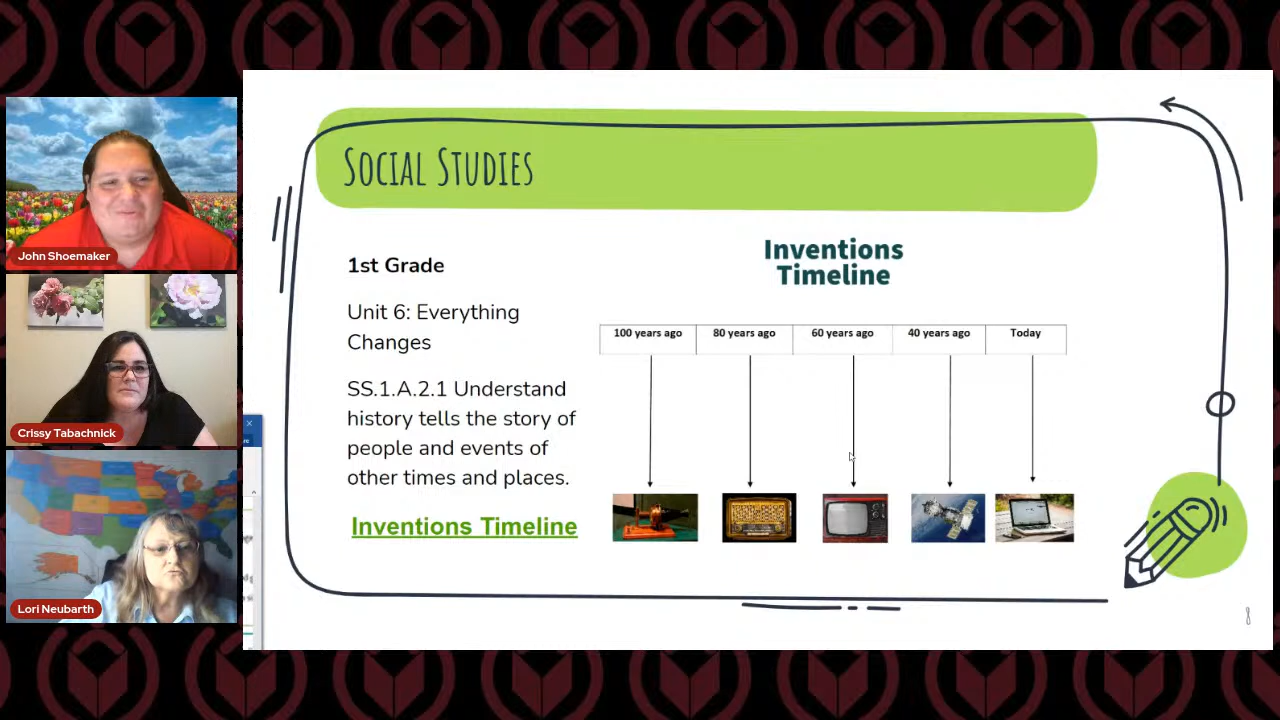 John Shoemaker
Crissy Tabachnick
Lori Neubarth
Social Studies
1st Grade
Unit 6: Everything
Changes
SS.1.A.2.1 Understand
history tells the story of
people and events of
other times and places.
Inventions Timeline
Inventions
Timeline
100 years ago
80 years ago
60 years ago
40 years ago
Today
8